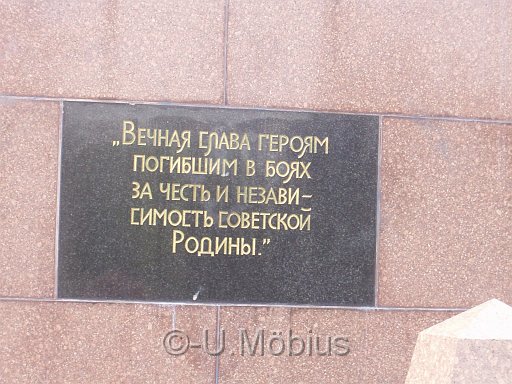 „Вечная слава героям
погибшим в боях
за честь и незави-
симость советской
Родины."
©-U.Möbius